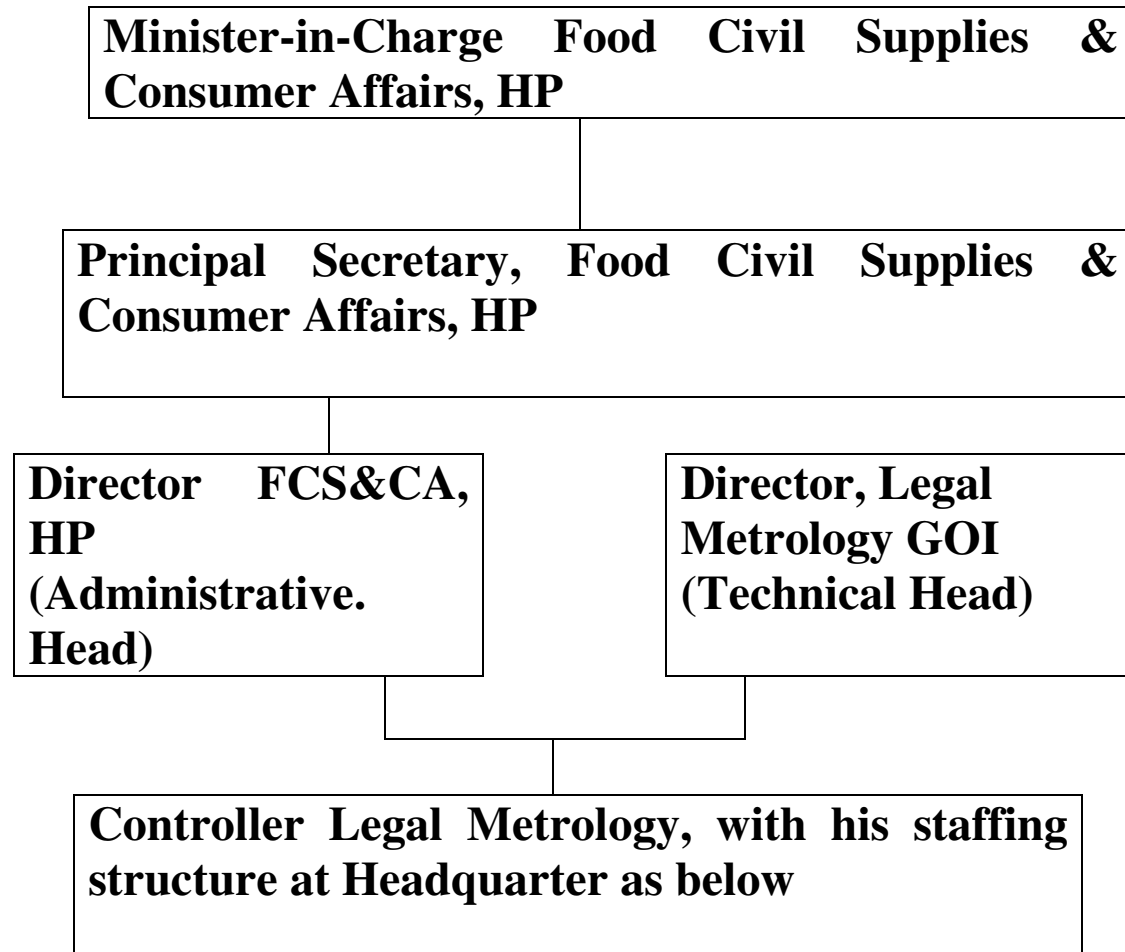 Minister-in-Charge Food Civil Supplies &
Consumer Affairs, HP
Principal Secretary, Food Civil Supplies &
Consumer Affairs, HP
Director FCS&CA,
HP
(Administrative.
Head)
Director, Legal
Metrology GOI
(Technical Head)
Controller Legal Metrology, with his staffing
structure at Headquarter as below